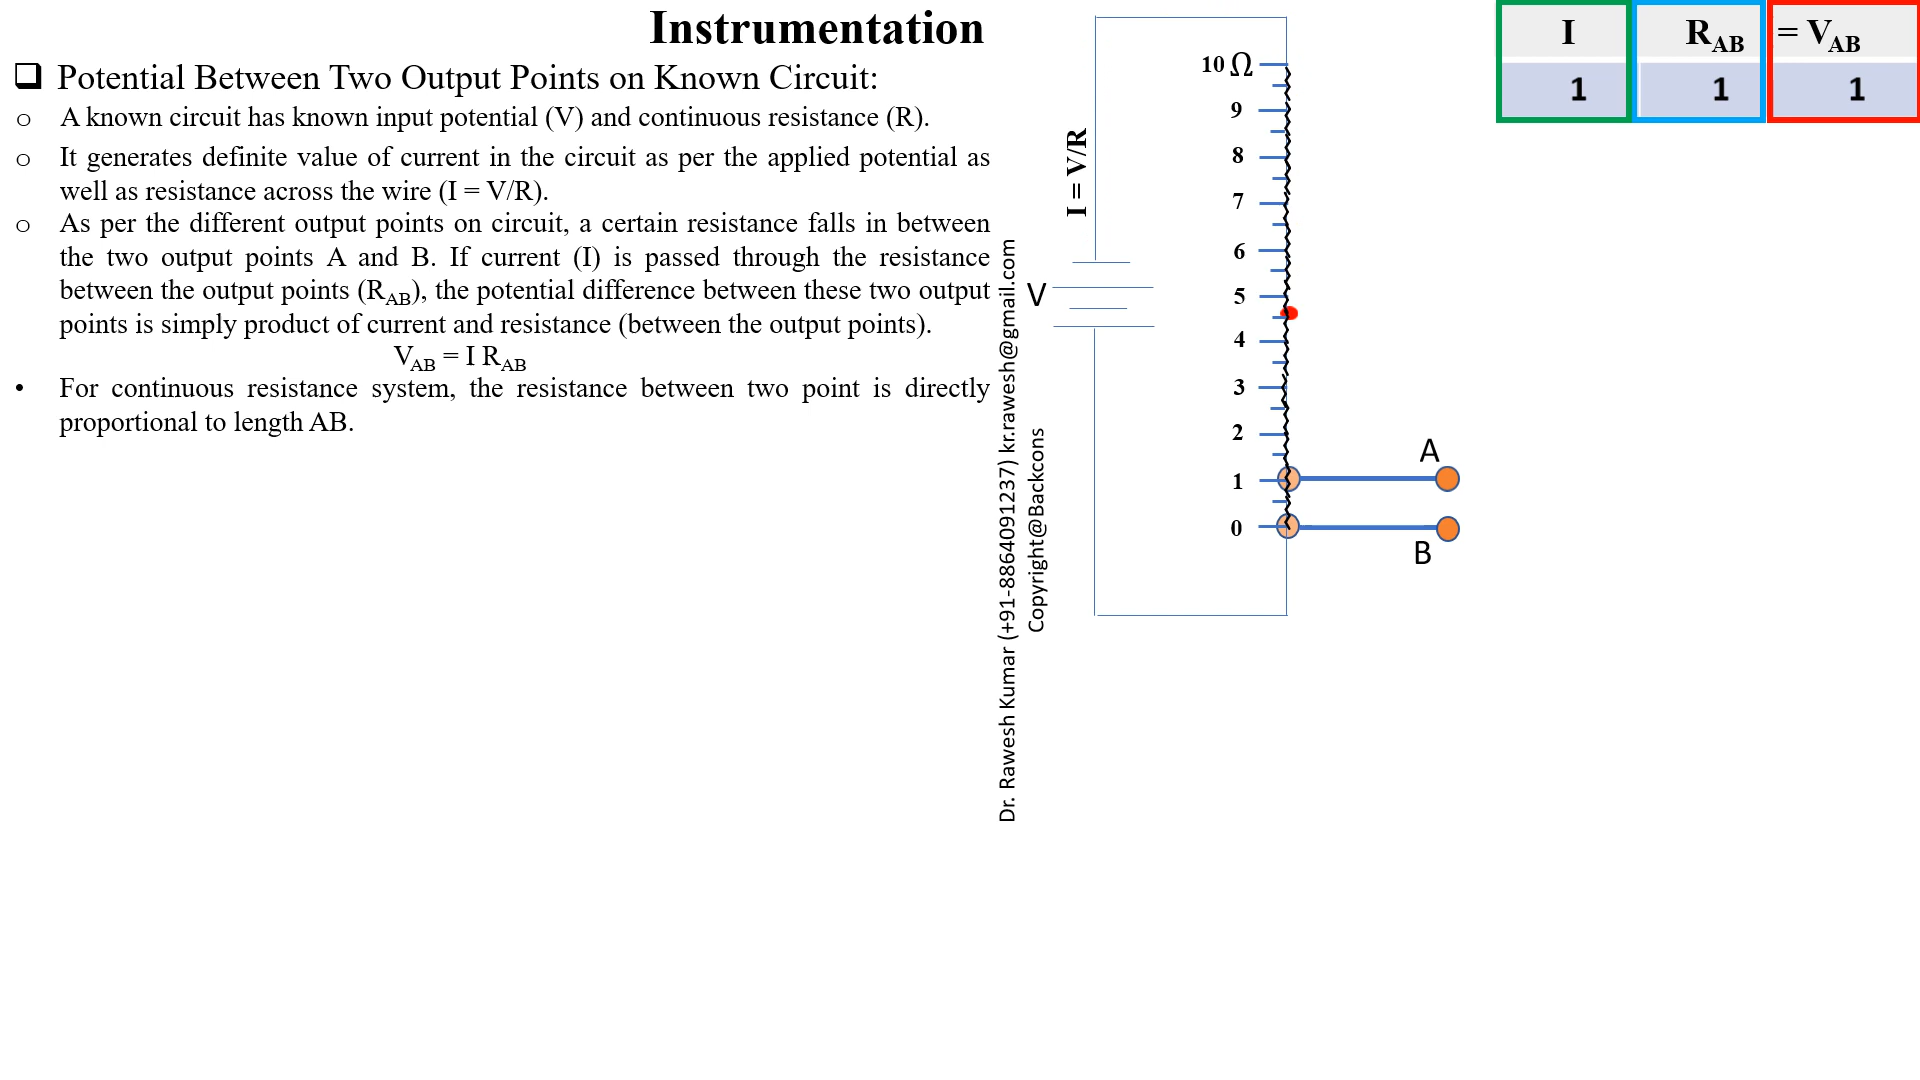 Instrumentation
❑ Potential Between Two Output Points on Known Circuit:
o A known circuit has known input potential (V) and continuous resistance (R).
o It generates definite value of current in the circuit as per the applied potential as
well as resistance across the wire (I = V/R).
o As per the different output points on circuit, a certain resistance falls in between
the two output points A and B. If current (I) is passed through the resistance
between the output points (RAB), the potential difference between these two output
points is simply product of current and resistance (between the output points).
VAB = I RAB
• For continuous resistance system, the resistance between two point is directly
proportional to length AB.
Dr. Rawesh Kumar (+91-8864091237) kr.rawesh@gmail.com
Copyright@Backcons
I = V/R
V
10 Ω
9
8
7
6
5
4
3
2
1
0
A
B
I RAB = VAB
1 1 1